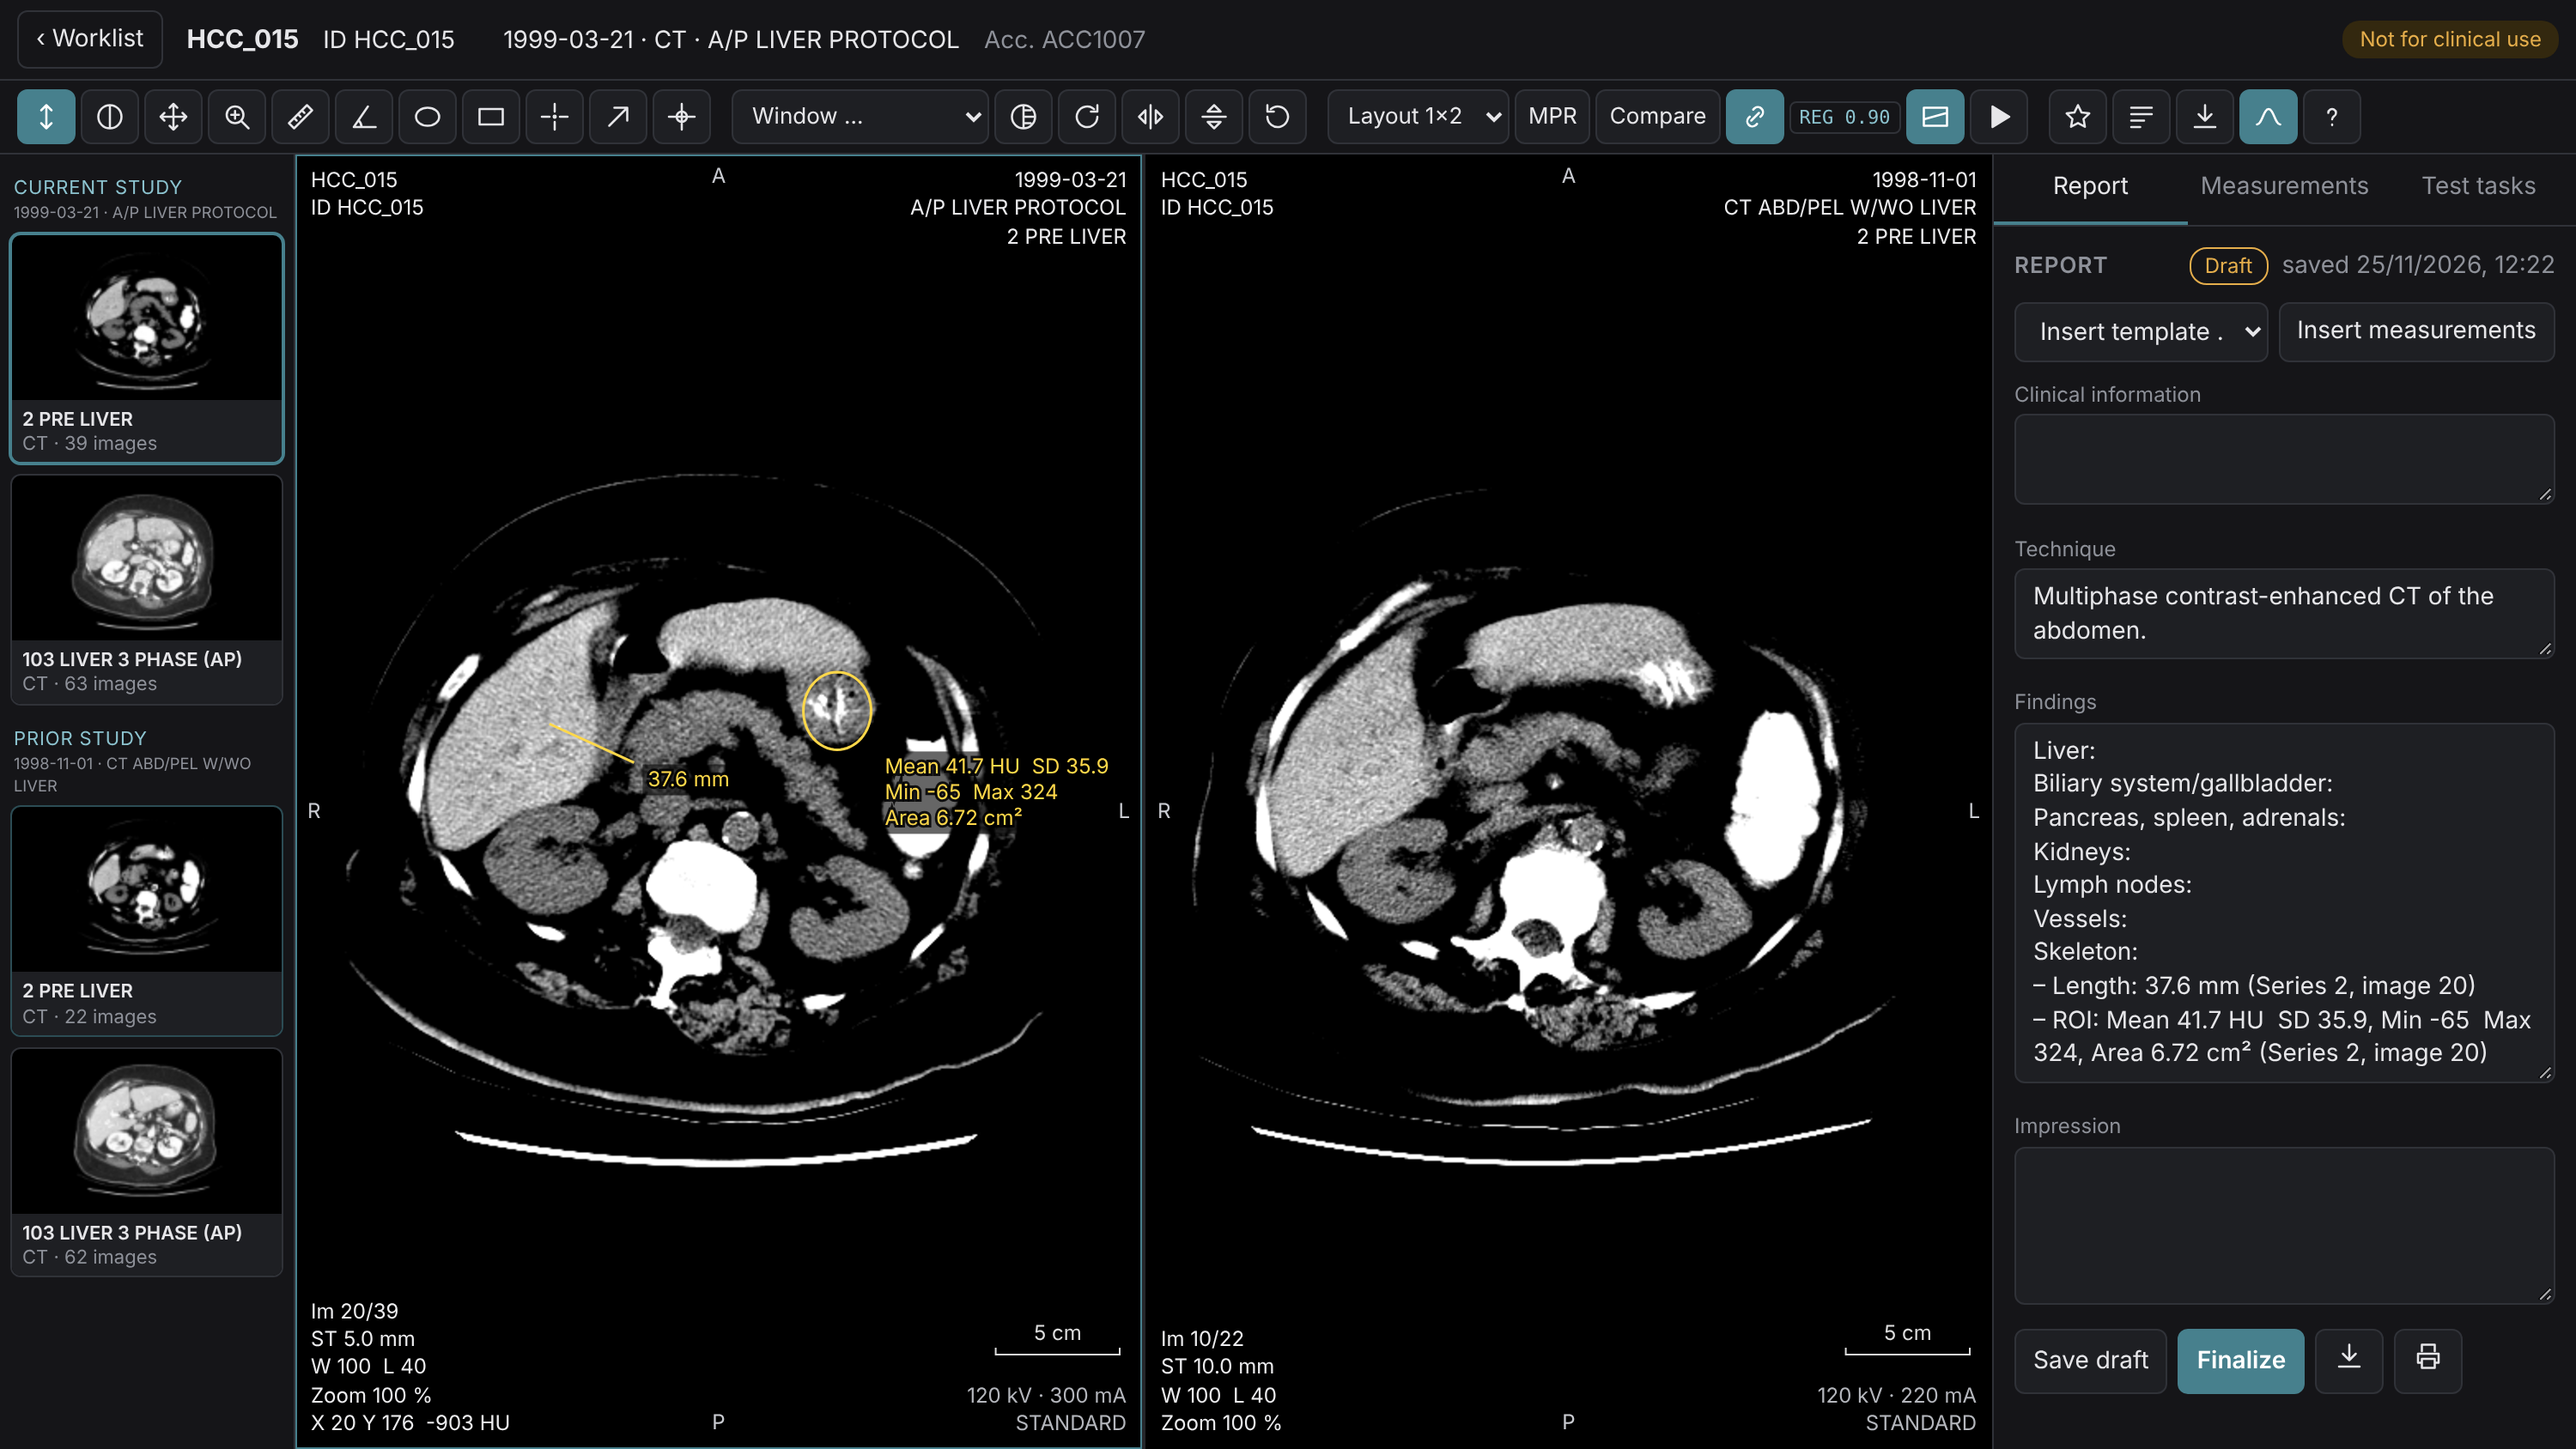 ‹ Worklist
HCC_015 ID HCC_015 1999-03-21 · CT · A/P LIVER PROTOCOL Acc. ACC1007
Not for clinical use
Window ...
Layout 1×2
MPR
Compare
REG 0.90
?
CURRENT STUDY
1999-03-21 · A/P LIVER PROTOCOL
2 PRE LIVER
CT · 39 images
103 LIVER 3 PHASE (AP)
CT · 63 images
PRIOR STUDY
1998-11-01 · CT ABD/PEL W/WO
LIVER
2 PRE LIVER
CT · 22 images
103 LIVER 3 PHASE (AP)
CT · 62 images
HCC_015
ID HCC_015
A
1999-03-21
A/P LIVER PROTOCOL
2 PRE LIVER
R
L
37.6 mm
Mean 41.7 HU SD 35.9
Min -65 Max 324
Area 6.72 cm²
Im 20/39
ST 5.0 mm
W 100 L 40
Zoom 100 %
X 20 Y 176 -903 HU
P
5 cm
120 kV · 300 mA
STANDARD
HCC_015
ID HCC_015
A
1998-11-01
CT ABD/PEL W/WO LIVER
2 PRE LIVER
R
L
Im 10/22
ST 10.0 mm
W 100 L 40
Zoom 100 %
P
5 cm
120 kV · 220 mA
STANDARD
Report
Measurements
Test tasks
REPORT
Draft
saved 25/11/2026, 12:22
Insert template .
Insert measurements
Clinical information
Technique
Multiphase contrast-enhanced CT of the
abdomen.
Findings
Liver:
Biliary system/gallbladder:
Pancreas, spleen, adrenals:
Kidneys:
Lymph nodes:
Vessels:
Skeleton:
– Length: 37.6 mm (Series 2, image 20)
– ROI: Mean 41.7 HU SD 35.9, Min -65 Max
324, Area 6.72 cm² (Series 2, image 20)
Impression
Save draft
Finalize